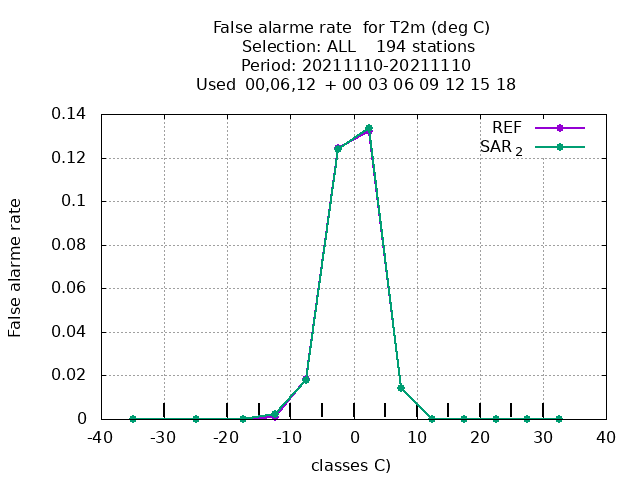 False alarme rate  for T2m (deg C)
Selection: ALL    194 stations
Period: 20211110-20211110
Used  00,06,12  + 00 03 06 09 12 15 18
0.14
0.12
0.1
0.08
0.06
0.04
0.02
0
False alarme rate
REF
SAR2
-40 -30 -20 -10 0 10 20 30 40
classes C)